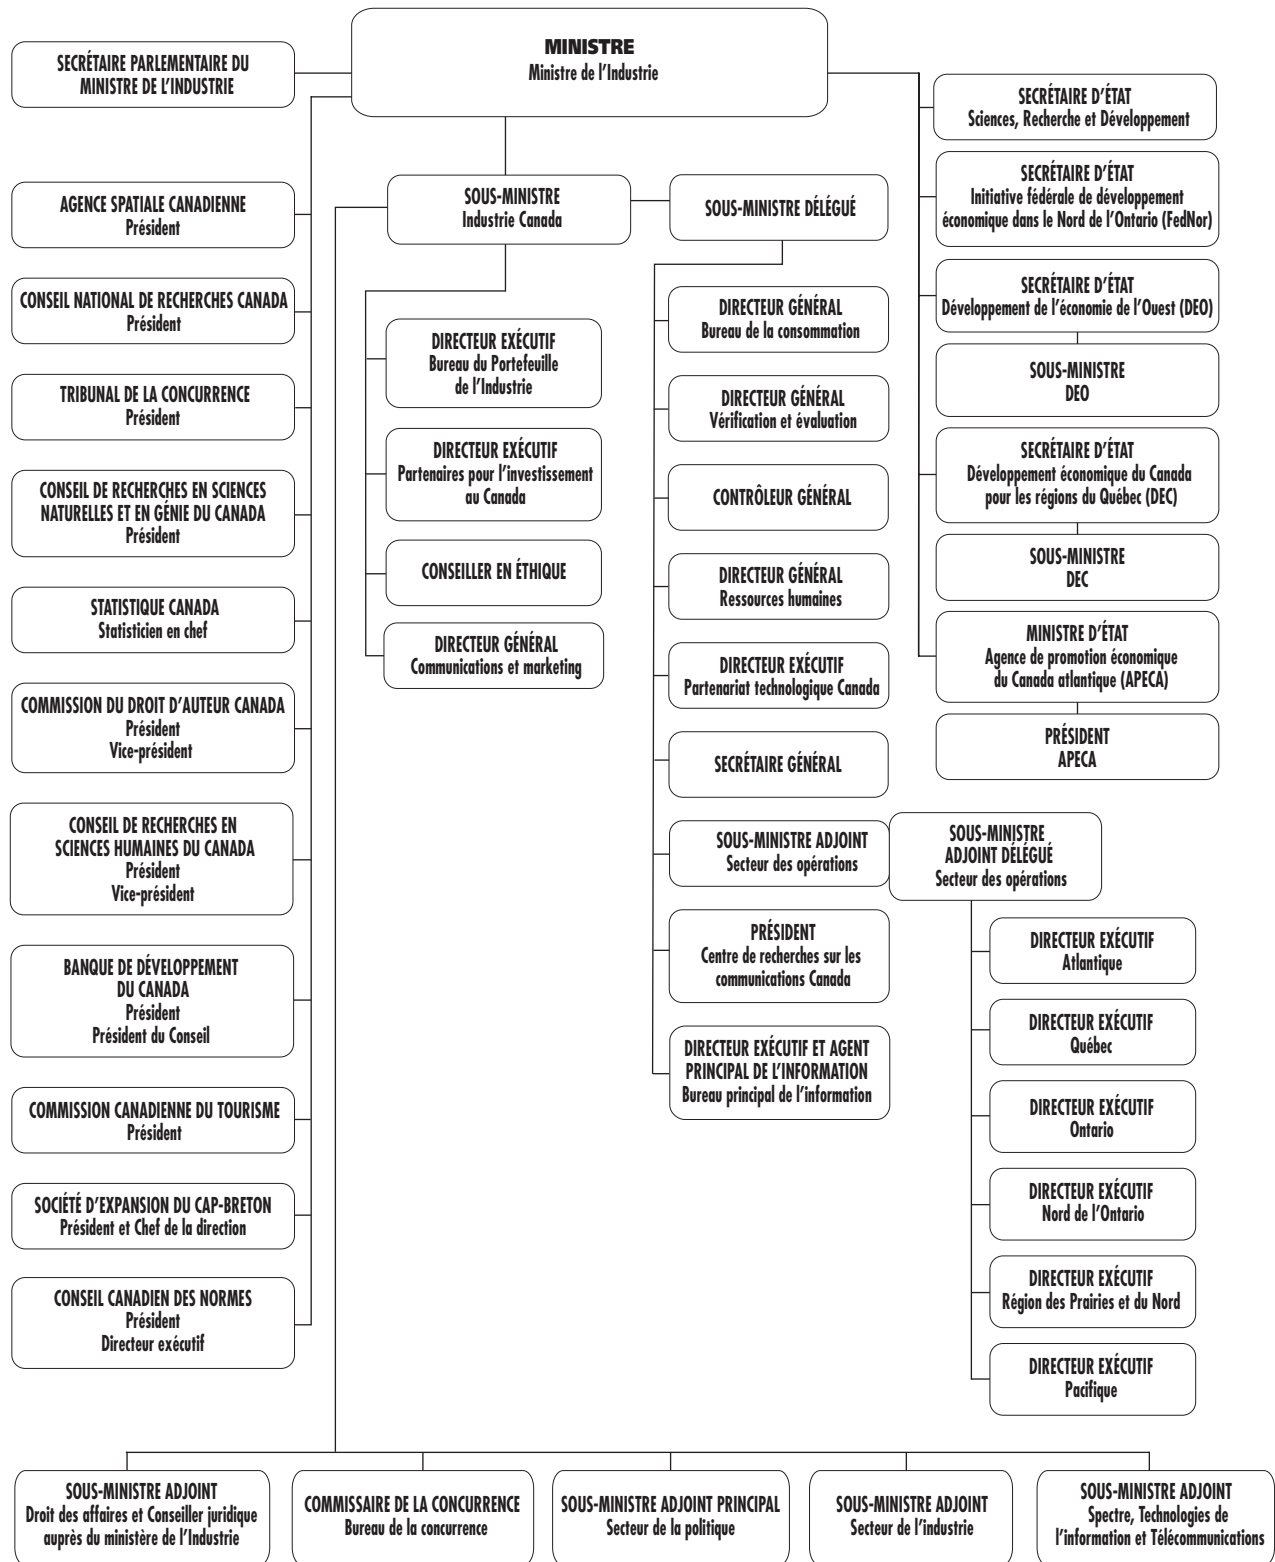 MINISTRE
Ministre de l'Industrie
SECRÉTAIRE PARLEMENTAIRE DU
MINISTRE DE L'INDUSTRIE
AGENCE SPATIALE CANADIENNE
Président
CONSEIL NATIONAL DE RECHERCHES CANADA
Président
TRIBUNAL DE LA CONCURRENCE
Président
CONSEIL DE RECHERCHES EN SCIENCES
NATURELLES ET EN GÉNIE DU CANADA
Président
STATISTIQUE CANADA
Statisticien en chef
COMMISSION DU DROIT D'AUTEUR CANADA
Président
Vice-président
CONSEIL DE RECHERCHES EN
SCIENCES HUMAINES DU CANADA
Président
Vice-président
BANQUE DE DÉVELOPPEMENT
DU CANADA
Président
Président du Conseil
COMMISSION CANADIENNE DU TOURISME
Président
SOCIÉTÉ D'EXPANSION DU CAP-BRETON
Président et Chef de la direction
CONSEIL CANADIEN DES NORMES
Président
Directeur exécutif
SOUS-MINISTRE
Industrie Canada
DIRECTEUR EXÉCUTIF
Bureau du Portefeuille
de l'Industrie
DIRECTEUR EXÉCUTIF
Partenaires pour l'investissement
au Canada
CONSEILLER EN ÉTHIQUE
DIRECTEUR GÉNÉRAL
Communications et marketing
SOUS-MINISTRE DÉLÉGUÉ
DIRECTEUR GÉNÉRAL
Bureau de la consommation
DIRECTEUR GÉNÉRAL
Vérification et évaluation
CONTRÔLEUR GÉNÉRAL
DIRECTEUR GÉNÉRAL
Ressources humaines
DIRECTEUR EXÉCUTIF
Partenariat technologique Canada
SECRÉTAIRE GÉNÉRAL
SOUS-MINISTRE ADJOINT
Secteur des opérations
PRÉSIDENT
Centre de recherches sur les
communications Canada
DIRECTEUR EXÉCUTIF ET AGENT
PRINCIPAL DE L'INFORMATION
Bureau principal de l'information
SECRÉTAIRE D'ÉTAT
Sciences, Recherche et Développement
SECRÉTAIRE D'ÉTAT
Initiative fédérale de développement
économique dans le Nord de l'Ontario (FedNor)
SECRÉTAIRE D'ÉTAT
Développement de l'économie de l'Ouest (DEO)
SOUS-MINISTRE
DEO
SECRÉTAIRE D'ÉTAT
Développement économique du Canada
pour les régions du Québec (DEC)
SOUS-MINISTRE
DEC
MINISTRE D'ÉTAT
Agence de promotion économique
du Canada atlantique (APECA)
PRÉSIDENT
APECA
SOUS-MINISTRE
ADJOINT DÉLÉGUÉ
Secteur des opérations
DIRECTEUR EXÉCUTIF
Atlantique
DIRECTEUR EXÉCUTIF
Québec
DIRECTEUR EXÉCUTIF
Ontario
DIRECTEUR EXÉCUTIF
Nord de l'Ontario
DIRECTEUR EXÉCUTIF
Région des Prairies et du Nord
DIRECTEUR EXÉCUTIF
Pacifique
SOUS-MINISTRE ADJOINT
Droit des affaires et Conseiller juridique
auprès du ministère de l'Industrie
COMMISSAIRE DE LA CONCURRENCE
Bureau de la concurrence
SOUS-MINISTRE ADJOINT PRINCIPAL
Secteur de la politique
SOUS-MINISTRE ADJOINT
Secteur de l'industrie
SOUS-MINISTRE ADJOINT
Spectre, Technologies de
l'information et Télécommunications